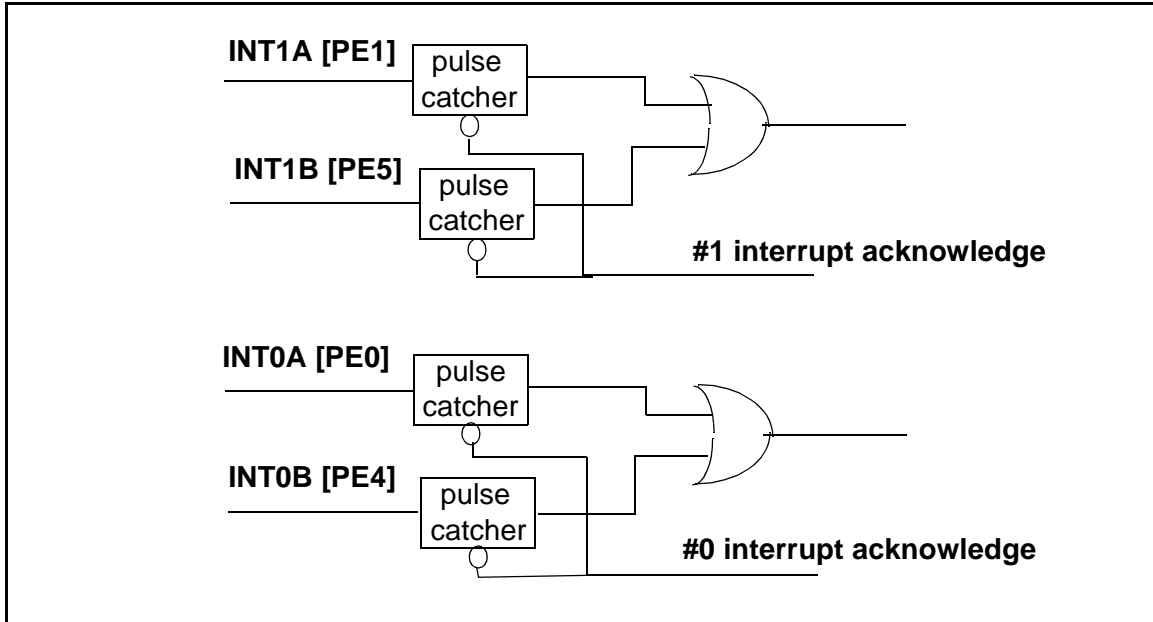 INT1A [PE1]
pulse
catcher
INT1B [PE5]
pulse
catcher
#1 interrupt acknowledge
INT0A [PE0]
pulse
catcher
INT0B [PE4]
pulse
catcher
#0 interrupt acknowledge